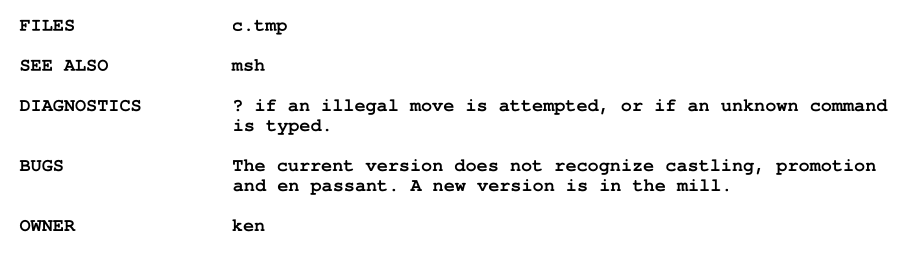 FILES c.tmp
SEE ALSO msh
DIAGNOSTICS ? if an illegal move is attempted, or if an unknown command
is typed.
BUGS The current version does not recognize castling, promotion
and en passant. A new version is in the mill.
OWNER ken